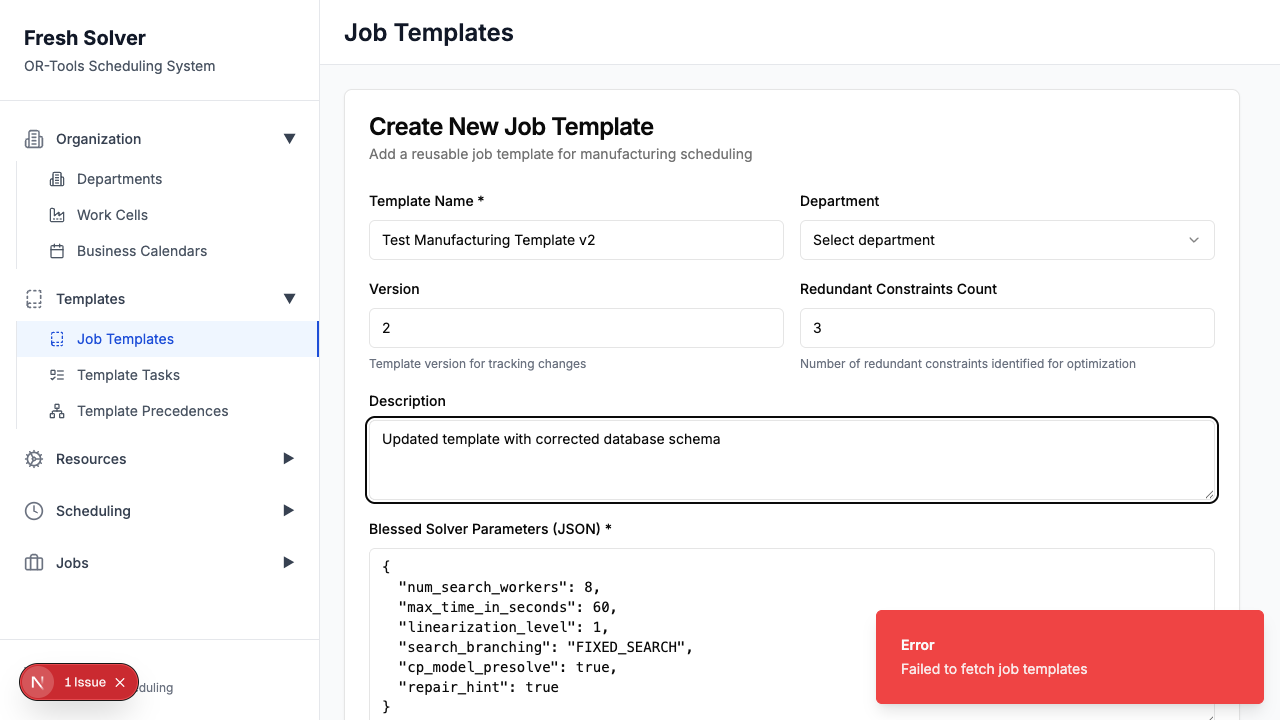 Fresh Solver
OR-Tools Scheduling System
Organization
Departments
Work Cells
Business Calendars
Templates
Job Templates
Template Tasks
Template Precedences
Resources
Scheduling
Jobs
N
1 Issue
duling
Job Templates
Create New Job Template
Add a reusable job template for manufacturing scheduling
Template Name *
Test Manufacturing Template v2
Department
Select department
Version
2
Template version for tracking changes
Redundant Constraints Count
3
Number of redundant constraints identified for optimization
Description
Updated template with corrected database schema
Blessed Solver Parameters (JSON) *
{
"num_search_workers": 8,
"max_time_in_seconds": 60,
"linearization_level": 1,
"search_branching": "FIXED_SEARCH",
"cp_model_presolve": true,
"repair_hint": true
}
Error
Failed to fetch job templates